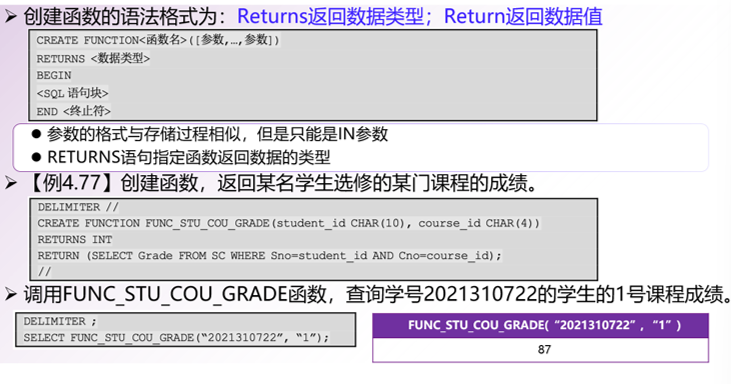 ➢ 创建函数的语法格式为：Returns返回数据类型；Return返回数据值
CREATE FUNCTION<函数名>([参数,…,参数])
RETURNS <数据类型>
BEGIN
<SQL 语句块>
END <终止符>
● 参数的格式与存储过程相似，但是只能是IN参数
● RETURNS语句指定函数返回数据的类型
➢ 【例4.77】创建函数，返回某名学生选修的某门课程的成绩。
DELIMITER //
CREATE FUNCTION FUNC_STU_COU_GRADE(student_id CHAR(10), course_id CHAR(4))
RETURNS INT
RETURN (SELECT Grade FROM SC WHERE Sno=student_id AND Cno=course_id);
//
➢ 调用FUNC_STU_COU_GRADE函数，查询学号2021310722的学生的1号课程成绩。
DELIMITER ;
SELECT FUNC_STU_COU_GRADE(“2021310722”, “1”);
FUNC_STU_COU_GRADE( “2021310722” , “1” )
87